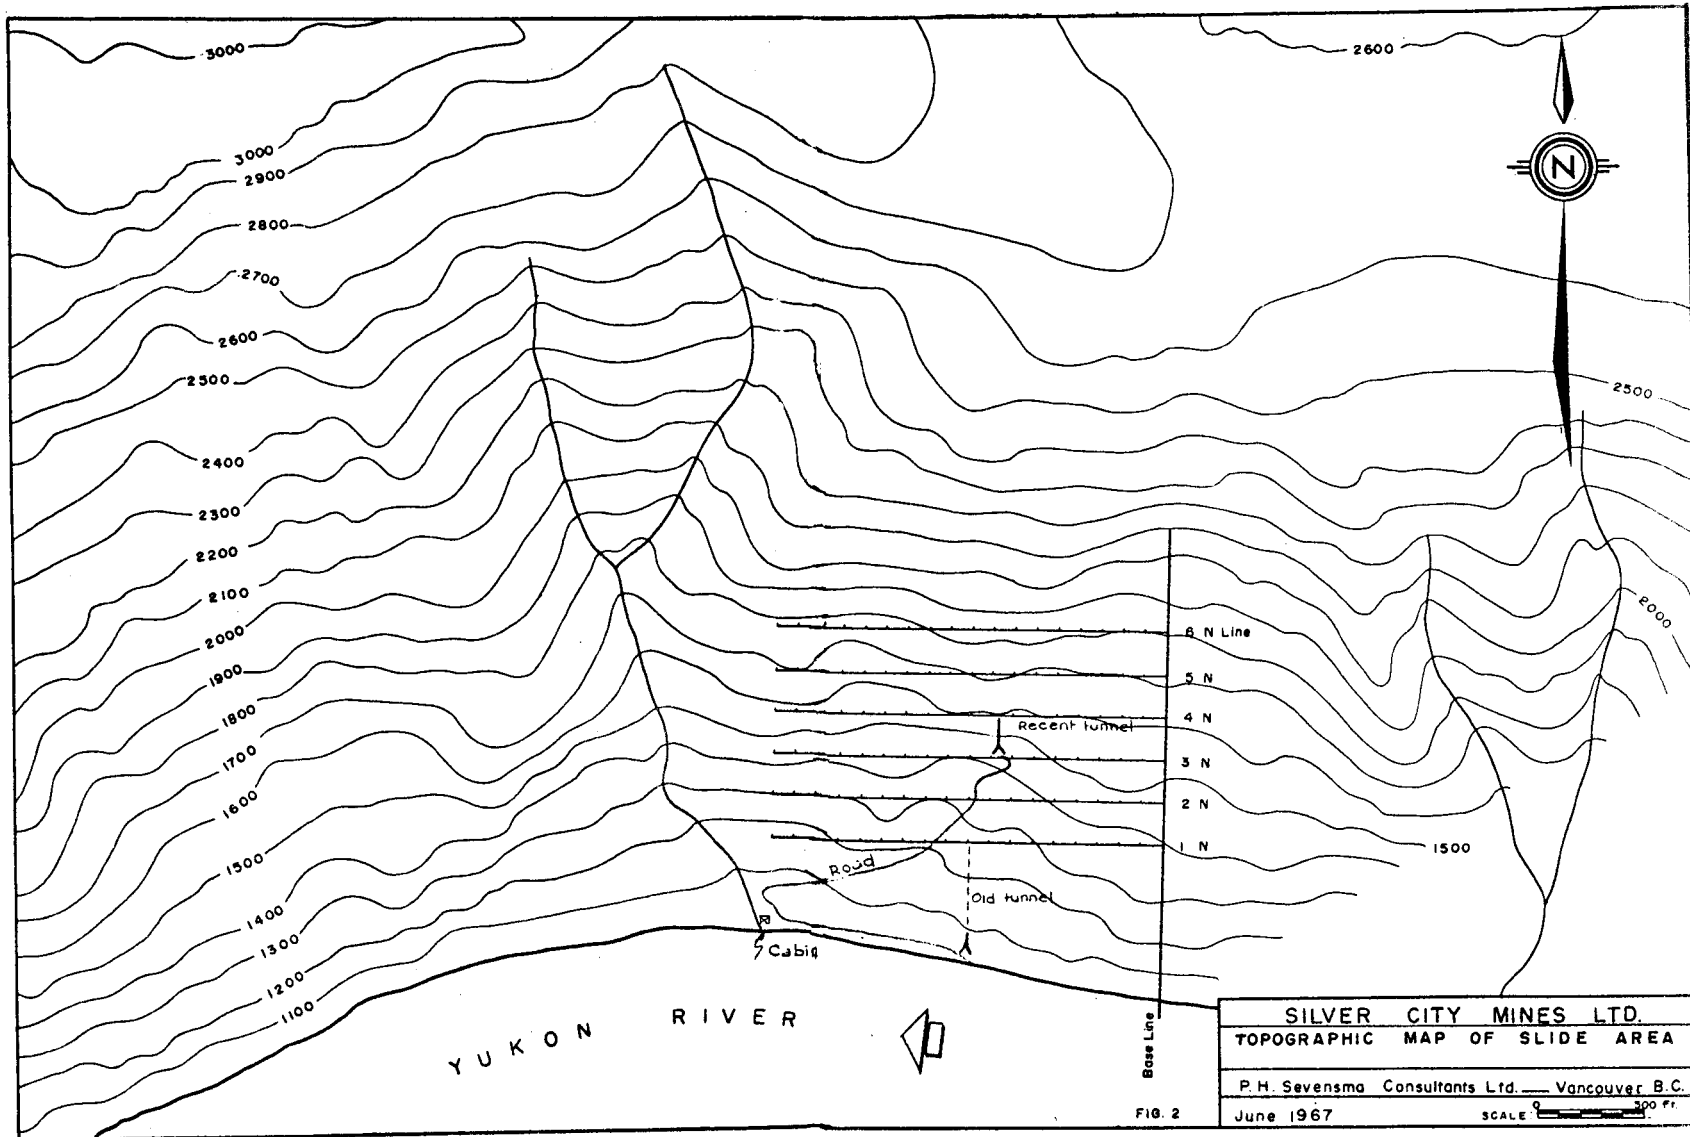 3000
2600
N
3000
2900
2800
2700
2600
2500
2500
2400
2300
2200
2100
2000
2000
1900
1800
1700
1600
1500
1500
1400
1300
1200
1100
6 N Line
5 N
4 N
Recent tunnel
3 N
2 N
1 N
Road
Old tunnel
Cabin
YUKON RIVER
Base Line
FIG. 2
SILVER CITY MINES LTD.
TOPOGRAPHIC MAP OF SLIDE AREA
P.H. Sevensma Consultants Ltd. — Vancouver B.C.
June 1967
SCALE: 0 500 Ft.